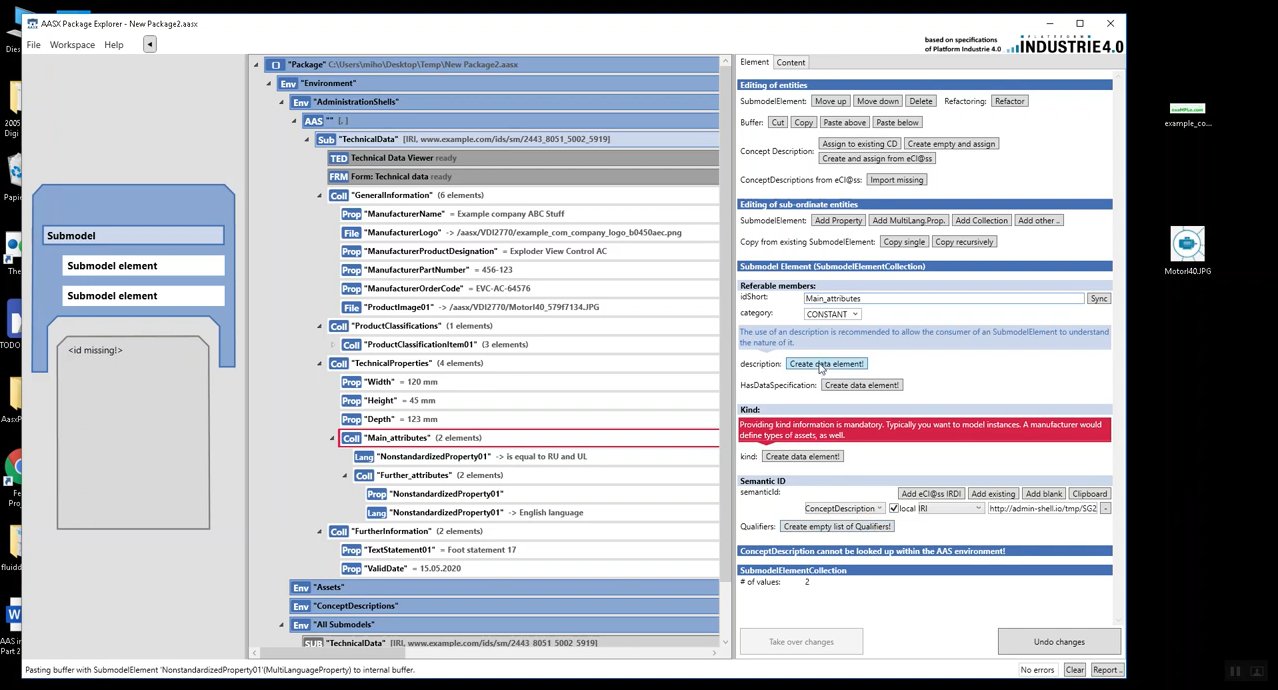 AASX Package Explorer - New Package2.aasx
File Workspace Help
based on specifications
of Platform Industrie 4.0
PLATFORM
INDUSTRIE4.0
Submodel
Submodel element
Submodel element
<id missing!>
"Package" C:\Users\miho\Desktop\Temp\New Package2.aasx
Env "Environment"
Env "AdministrationShells"
AAS "" [, ]
Sub "TechnicalData" [IRI, www.example.com/ids/sm/2443_8051_5002_5919]
TED Technical Data Viewer ready
FRM Form: Technical data ready
Coll "GeneralInformation" (6 elements)
Prop "ManufacturerName" = Example company ABC Stuff
File "ManufacturerLogo" -> /aasx/VDI2770/example_com_company_logo_b0450aec.png
Prop "ManufacturerProductDesignation" = Exploder View Control AC
Prop "ManufacturerPartNumber" = 456-123
Prop "ManufacturerOrderCode" = EVC-AC-64576
File "ProductImage01" -> /aasx/VDI2770/MotorI40_579f7134.JPG
Coll "ProductClassifications" (1 elements)
Coll "ProductClassificationItem01" (3 elements)
Coll "TechnicalProperties" (4 elements)
Prop "Width" = 120 mm
Prop "Height" = 45 mm
Prop "Depth" = 123 mm
Coll "Main_attributes" (2 elements)
Lang "NonstandardizedProperty01" -> is equal to RU and UL
Coll "Further_attributes" (2 elements)
Prop "NonstandardizedProperty01"
Lang "NonstandardizedProperty01" -> English language
Coll "FurtherInformation" (2 elements)
Prop "TextStatement01" = Foot statement 17
Prop "ValidDate" = 15.05.2020
Env "Assets"
Env "ConceptDescriptions"
Env "All Submodels"
SUB "TechnicalData" [IRI, www.example.com/ids/sm/2443_8051_5002_5919]
Element Content
Editing of entities
SubmodelElement: Move up Move down Delete Refactoring: Refactor
Buffer: Cut Copy Paste above Paste below
Concept Description: Assign to existing CD Create empty and assign
Create and assign from eCl@ss
ConceptDescriptions from eCl@ss: Import missing
Editing of sub-ordinate entities
SubmodelElement: Add Property Add MultiLang.Prop. Add Collection Add other ..
Copy from existing SubmodelElement: Copy single Copy recursively
Submodel Element (SubmodelElementCollection)
Referable members:
idShort: Main_attributes Sync
category: CONSTANT
The use of an description is recommended to allow the consumer of an SubmodelElement to understand
the nature of it.
description: Create data element!
HasDataSpecification: Create data element!
Kind:
Providing kind information is mandatory. Typically you want to model instances. A manufacturer would
define types of assets, as well.
kind: Create data element!
Semantic ID
semanticId: Add eCl@ss IRDI Add existing Add blank Clipboard
ConceptDescription local IRI http://admin-shell.io/tmp/SG2 -
Qualifiers: Create empty list of Qualifiers!
ConceptDescription cannot be looked up within the AAS environment!
SubmodelElementCollection
# of values: 2
Take over changes Undo changes
Pasting buffer with SubmodelElement 'NonstandardizedProperty01'(MultiLanguageProperty) to internal buffer.
No errors Clear Report ..
example_co...
MotorI40.JPG
Dies
2005
Digi
Papi
The
TODO
Fe
Proj
fluidd
AAS in
Part 2